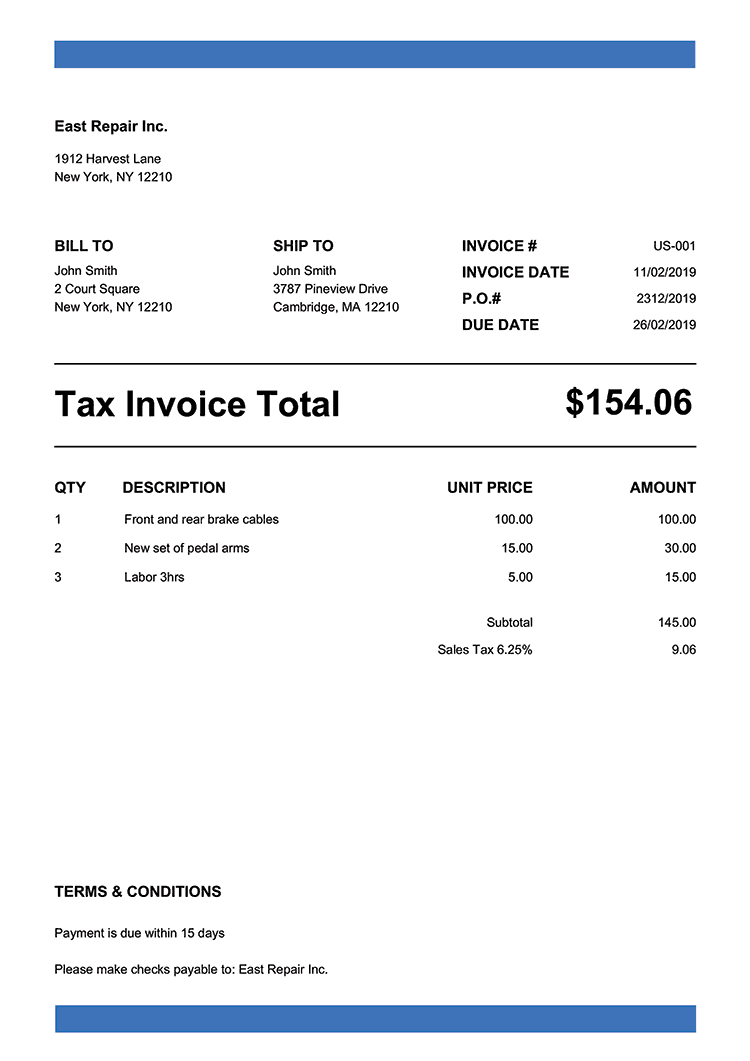 East Repair Inc.
1912 Harvest Lane
New York, NY 12210
BILL TO
John Smith
2 Court Square
New York, NY 12210
SHIP TO
John Smith
3787 Pineview Drive
Cambridge, MA 12210
INVOICE # US-001
INVOICE DATE 11/02/2019
P.O.# 2312/2019
DUE DATE 26/02/2019
Tax Invoice Total $154.06
QTY DESCRIPTION UNIT PRICE AMOUNT
1 Front and rear brake cables 100.00 100.00
2 New set of pedal arms 15.00 30.00
3 Labor 3hrs 5.00 15.00
Subtotal 145.00
Sales Tax 6.25% 9.06
TERMS & CONDITIONS
Payment is due within 15 days
Please make checks payable to: East Repair Inc.